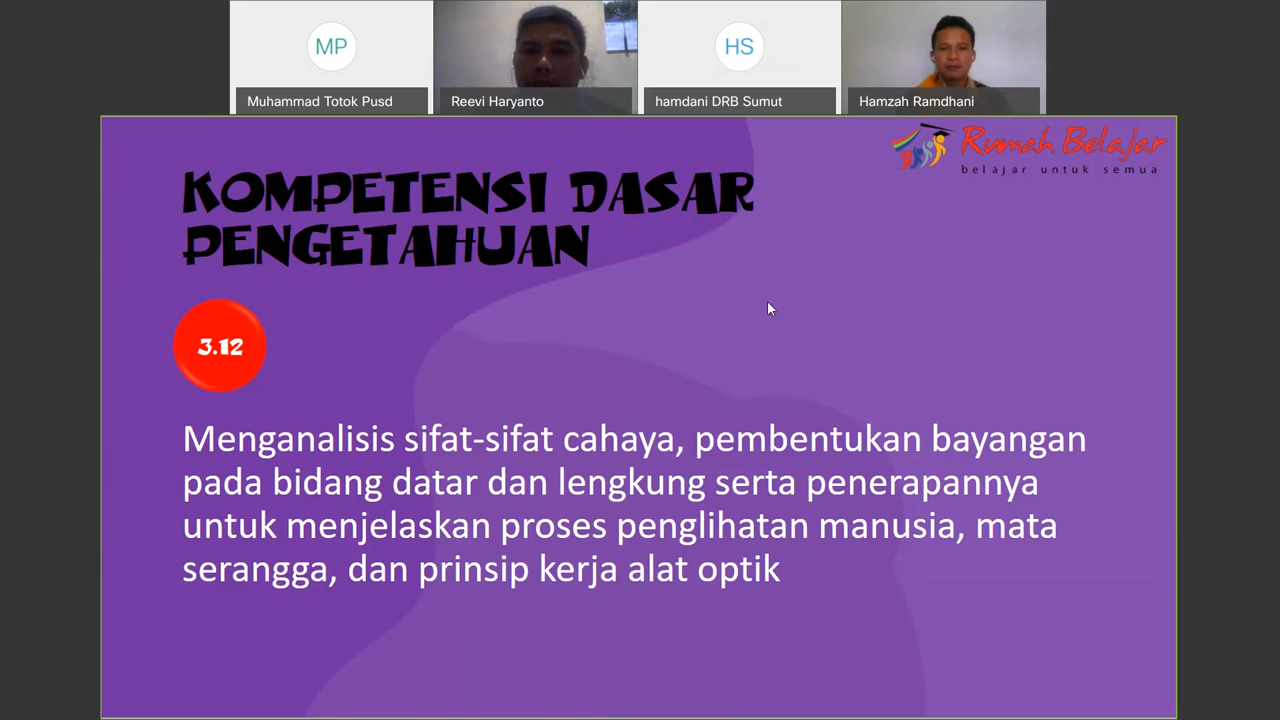 MP
HS
Muhammad Totok Pusd
Reevi Haryanto
hamdani DRB Sumut
Hamzah Ramdhani
Rumah Belajar
belajar untuk semua
KOMPETENSI DASAR
PENGETAHUAN
3.12
Menganalisis sifat-sifat cahaya, pembentukan bayangan
pada bidang datar dan lengkung serta penerapannya
untuk menjelaskan proses penglihatan manusia, mata
serangga, dan prinsip kerja alat optik